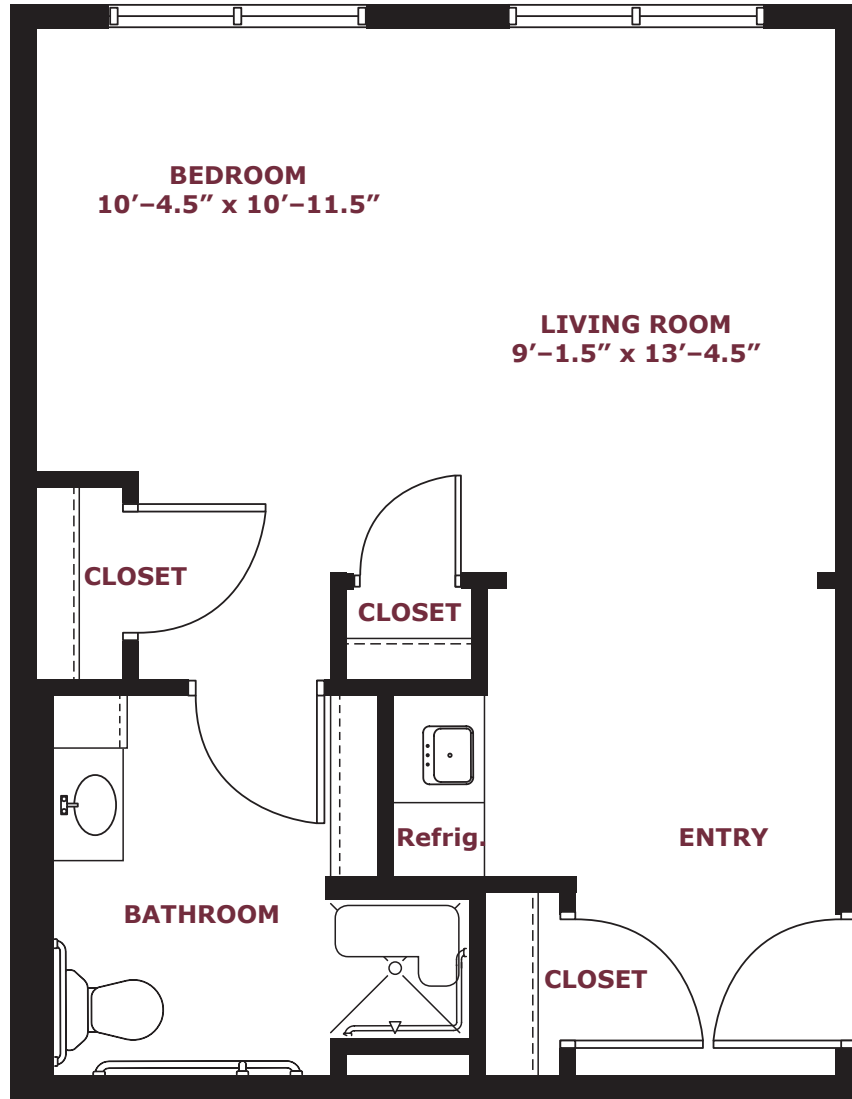 BEDROOM
10’–4.5” x 10’–11.5”
LIVING ROOM
9’–1.5” x 13’–4.5”
CLOSET
CLOSET
Refrig.
ENTRY
BATHROOM
CLOSET